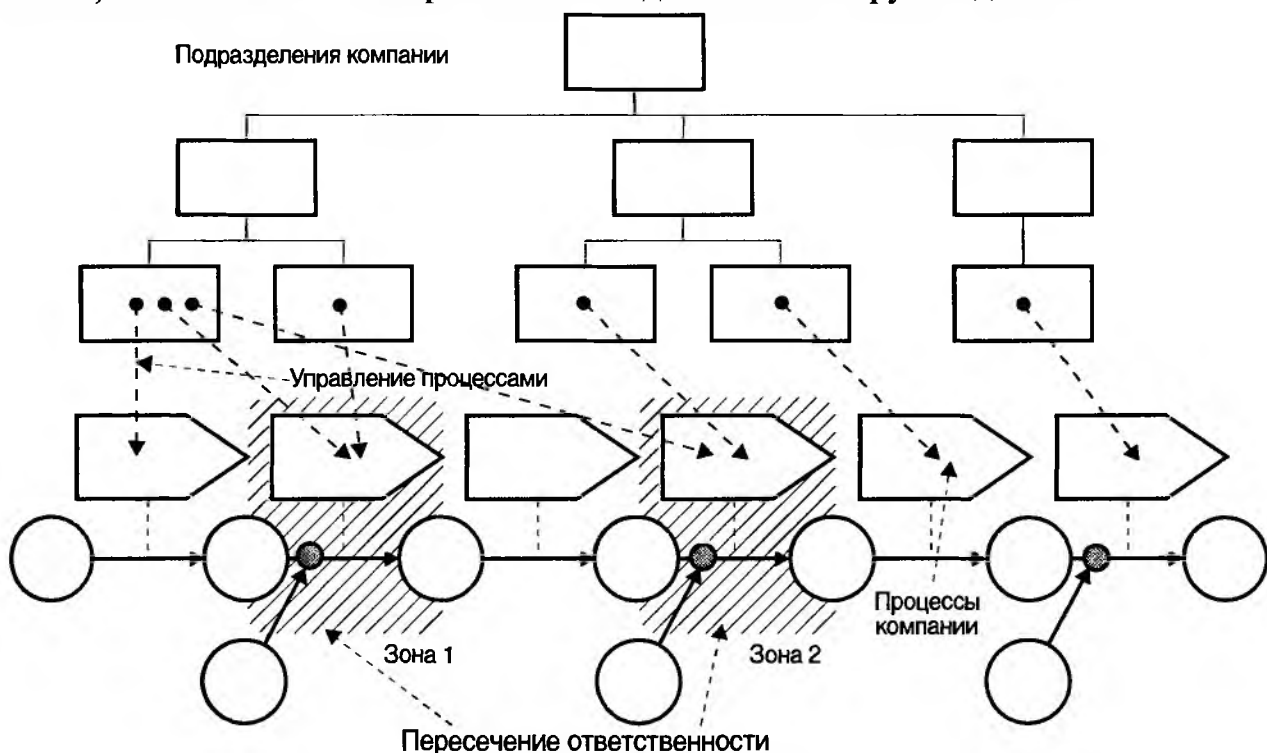 Подразделения компании
Управление процессами
Процессы
компании
Зона 1
Зона 2
Пересечение ответственности